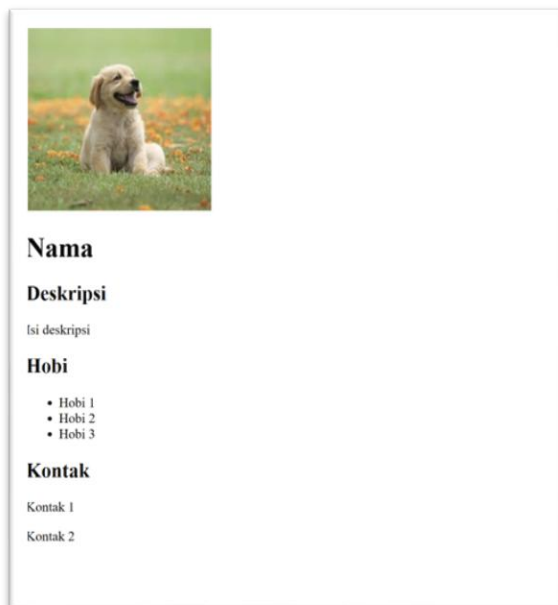 Nama
Deskripsi
Isi deskripsi
Hobi
• Hobi 1
• Hobi 2
• Hobi 3
Kontak
Kontak 1
Kontak 2